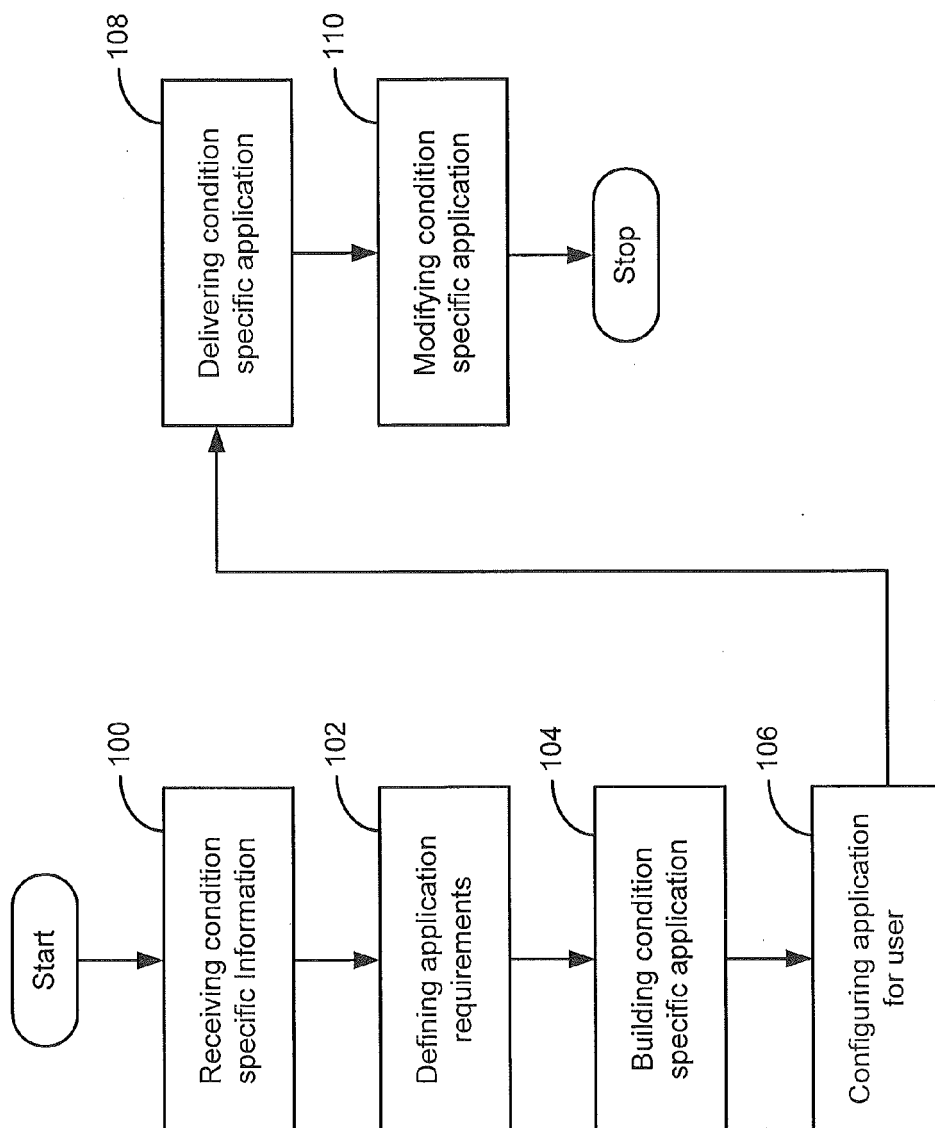 Start
100
Receiving condition
specific Information
102
Defining application
requirements
104
Building condition
specific application
106
Configuring application
for user
108
Delivering condition
specific application
110
Modifying condition
specific application
Stop